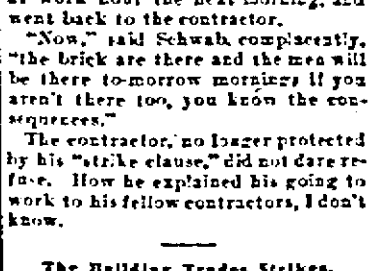 at work hour the next morning, and
went back to the contractor.
"Now," said Schwab, complacently,
"the brick are there and the men will
be there to-morrow morning; if you
aren't there too, you know the con-
sequences."
The contractor, no longer protected
by his "strike clause," did not dare re-
fuse. How he explained his going to
work to his fellow contractors, I don't
know.
The Building Trades Strikes.